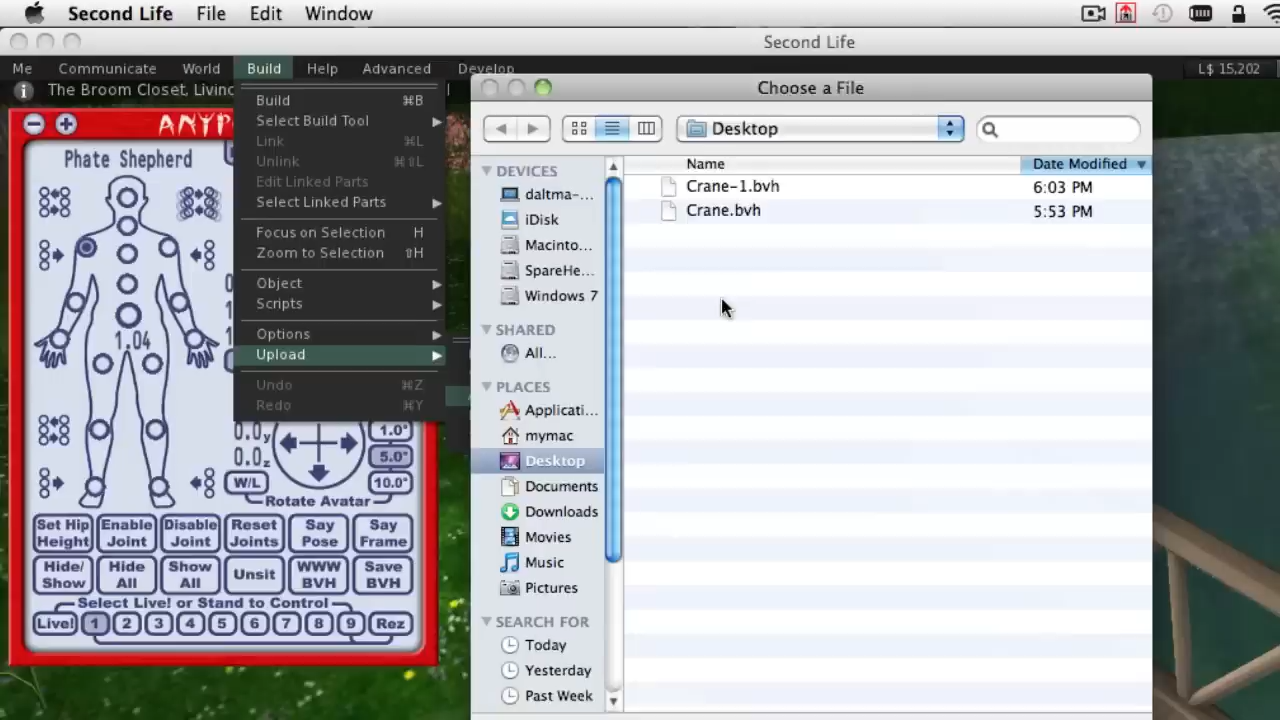 Second Life File Edit Window
Second Life
Me Communicate World Build Help Advanced Develop L$ 15,202
The Broom Closet, Living
Choose a File
Build ⌘B
Select Build Tool
Link ⌘L
Unlink ⌘⇧L
Edit Linked Parts
Select Linked Parts
Focus on Selection H
Zoom to Selection ⇧H
Object
Scripts
Options
Upload
Undo ⌘Z
Redo ⌘Y
Phate Shepherd
1.04
0.0y
0.0z
1.0°
5.0°
10.0°
W/L
Rotate Avatar
Set Hip Height
Enable Joint
Disable Joint
Reset Joints
Say Pose
Say Frame
Hide/ Show
Hide All
Show All
Unsit
WWW BVH
Save BVH
Select Live! or Stand to Control
Live! 1 2 3 4 5 6 7 8 9 Rez
Desktop
Name Date Modified
Crane-1.bvh 6:03 PM
Crane.bvh 5:53 PM
DEVICES
daltma-...
iDisk
Macinto...
SpareHe...
Windows 7
SHARED
All...
PLACES
Applicati...
mymac
Desktop
Documents
Downloads
Movies
Music
Pictures
SEARCH FOR
Today
Yesterday
Past Week